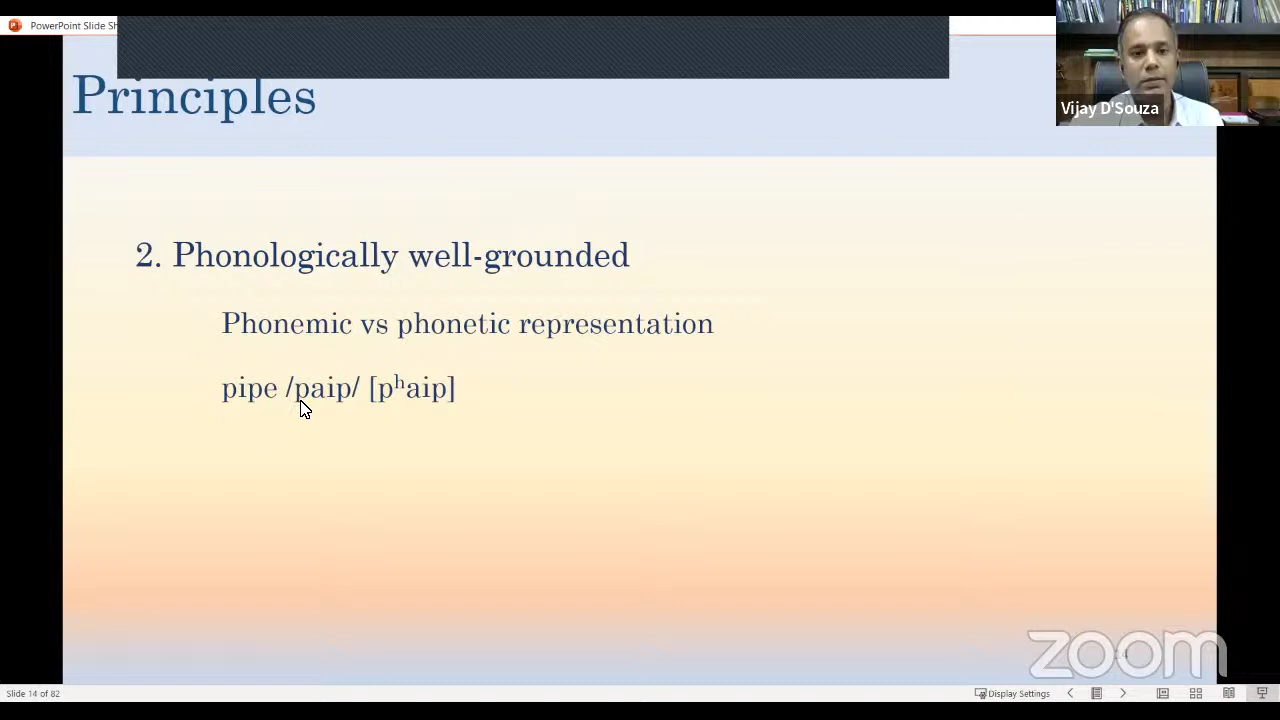 PowerPoint Slide Sh
Vijay D'Souza
Principles
2. Phonologically well-grounded
Phonemic vs phonetic representation
pipe /paip/ [pʰaip]
zoom
Slide 14 of 82
Display Settings